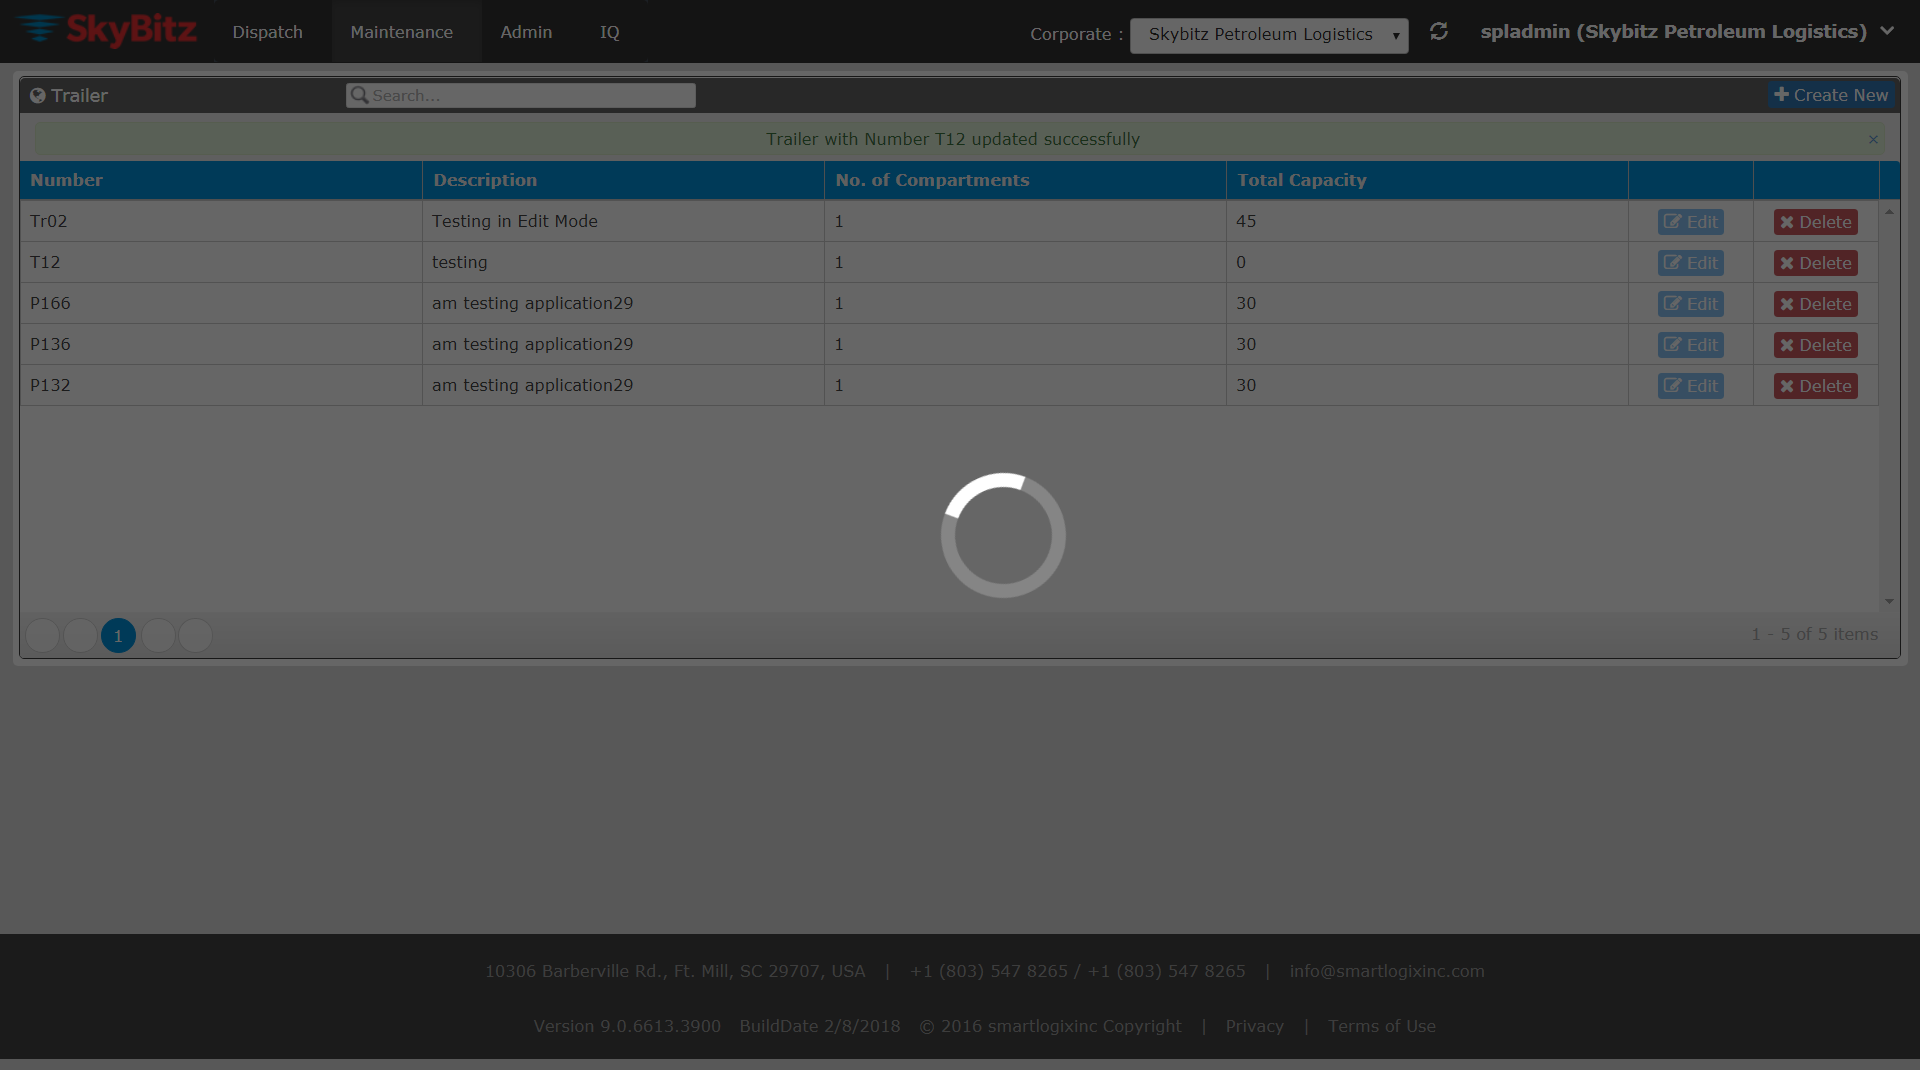 SkyBitz Dispatch Maintenance Admin IQ Corporate : Skybitz Petroleum Logistics spladmin (Skybitz Petroleum Logistics)
Trailer Search... Create New
Trailer with Number T12 updated successfully ×
Number Description No. of Compartments Total Capacity
Tr02 Testing in Edit Mode 1 45 Edit Delete
T12 testing 1 0 Edit Delete
P166 am testing application29 1 30 Edit Delete
P136 am testing application29 1 30 Edit Delete
P132 am testing application29 1 30 Edit Delete
1 1 - 5 of 5 items
10306 Barberville Rd., Ft. Mill, SC 29707, USA | +1 (803) 547 8265 / +1 (803) 547 8265 | info@smartlogixinc.com
Version 9.0.6613.3900 BuildDate 2/8/2018 © 2016 smartlogixinc Copyright | Privacy | Terms of Use